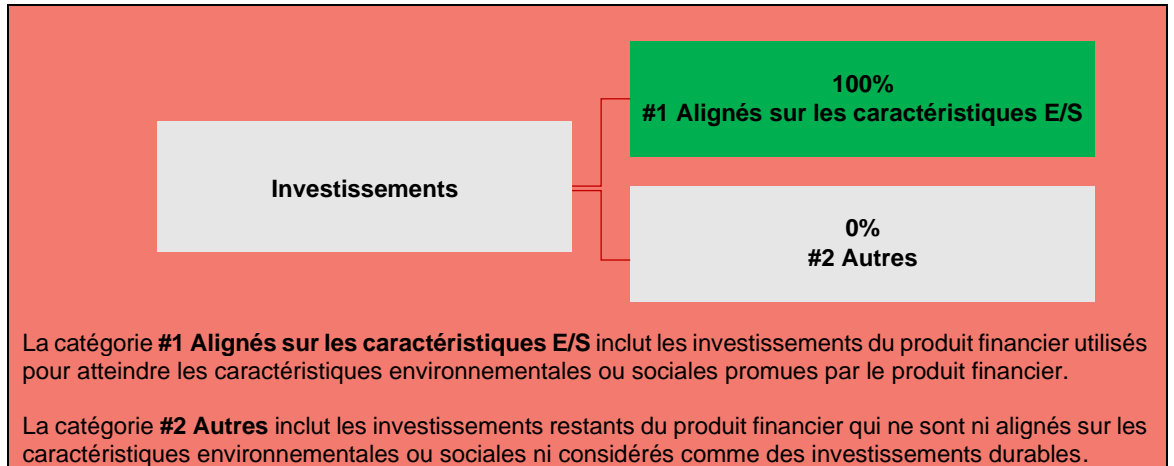 100%
#1 Alignés sur les caractéristiques E/S
Investissements
0%
#2 Autres
La catégorie #1 Alignés sur les caractéristiques E/S inclut les investissements du produit financier utilisés
pour atteindre les caractéristiques environnementales ou sociales promues par le produit financier.
La catégorie #2 Autres inclut les investissements restants du produit financier qui ne sont ni alignés sur les
caractéristiques environnementales ou sociales ni considérés comme des investissements durables.